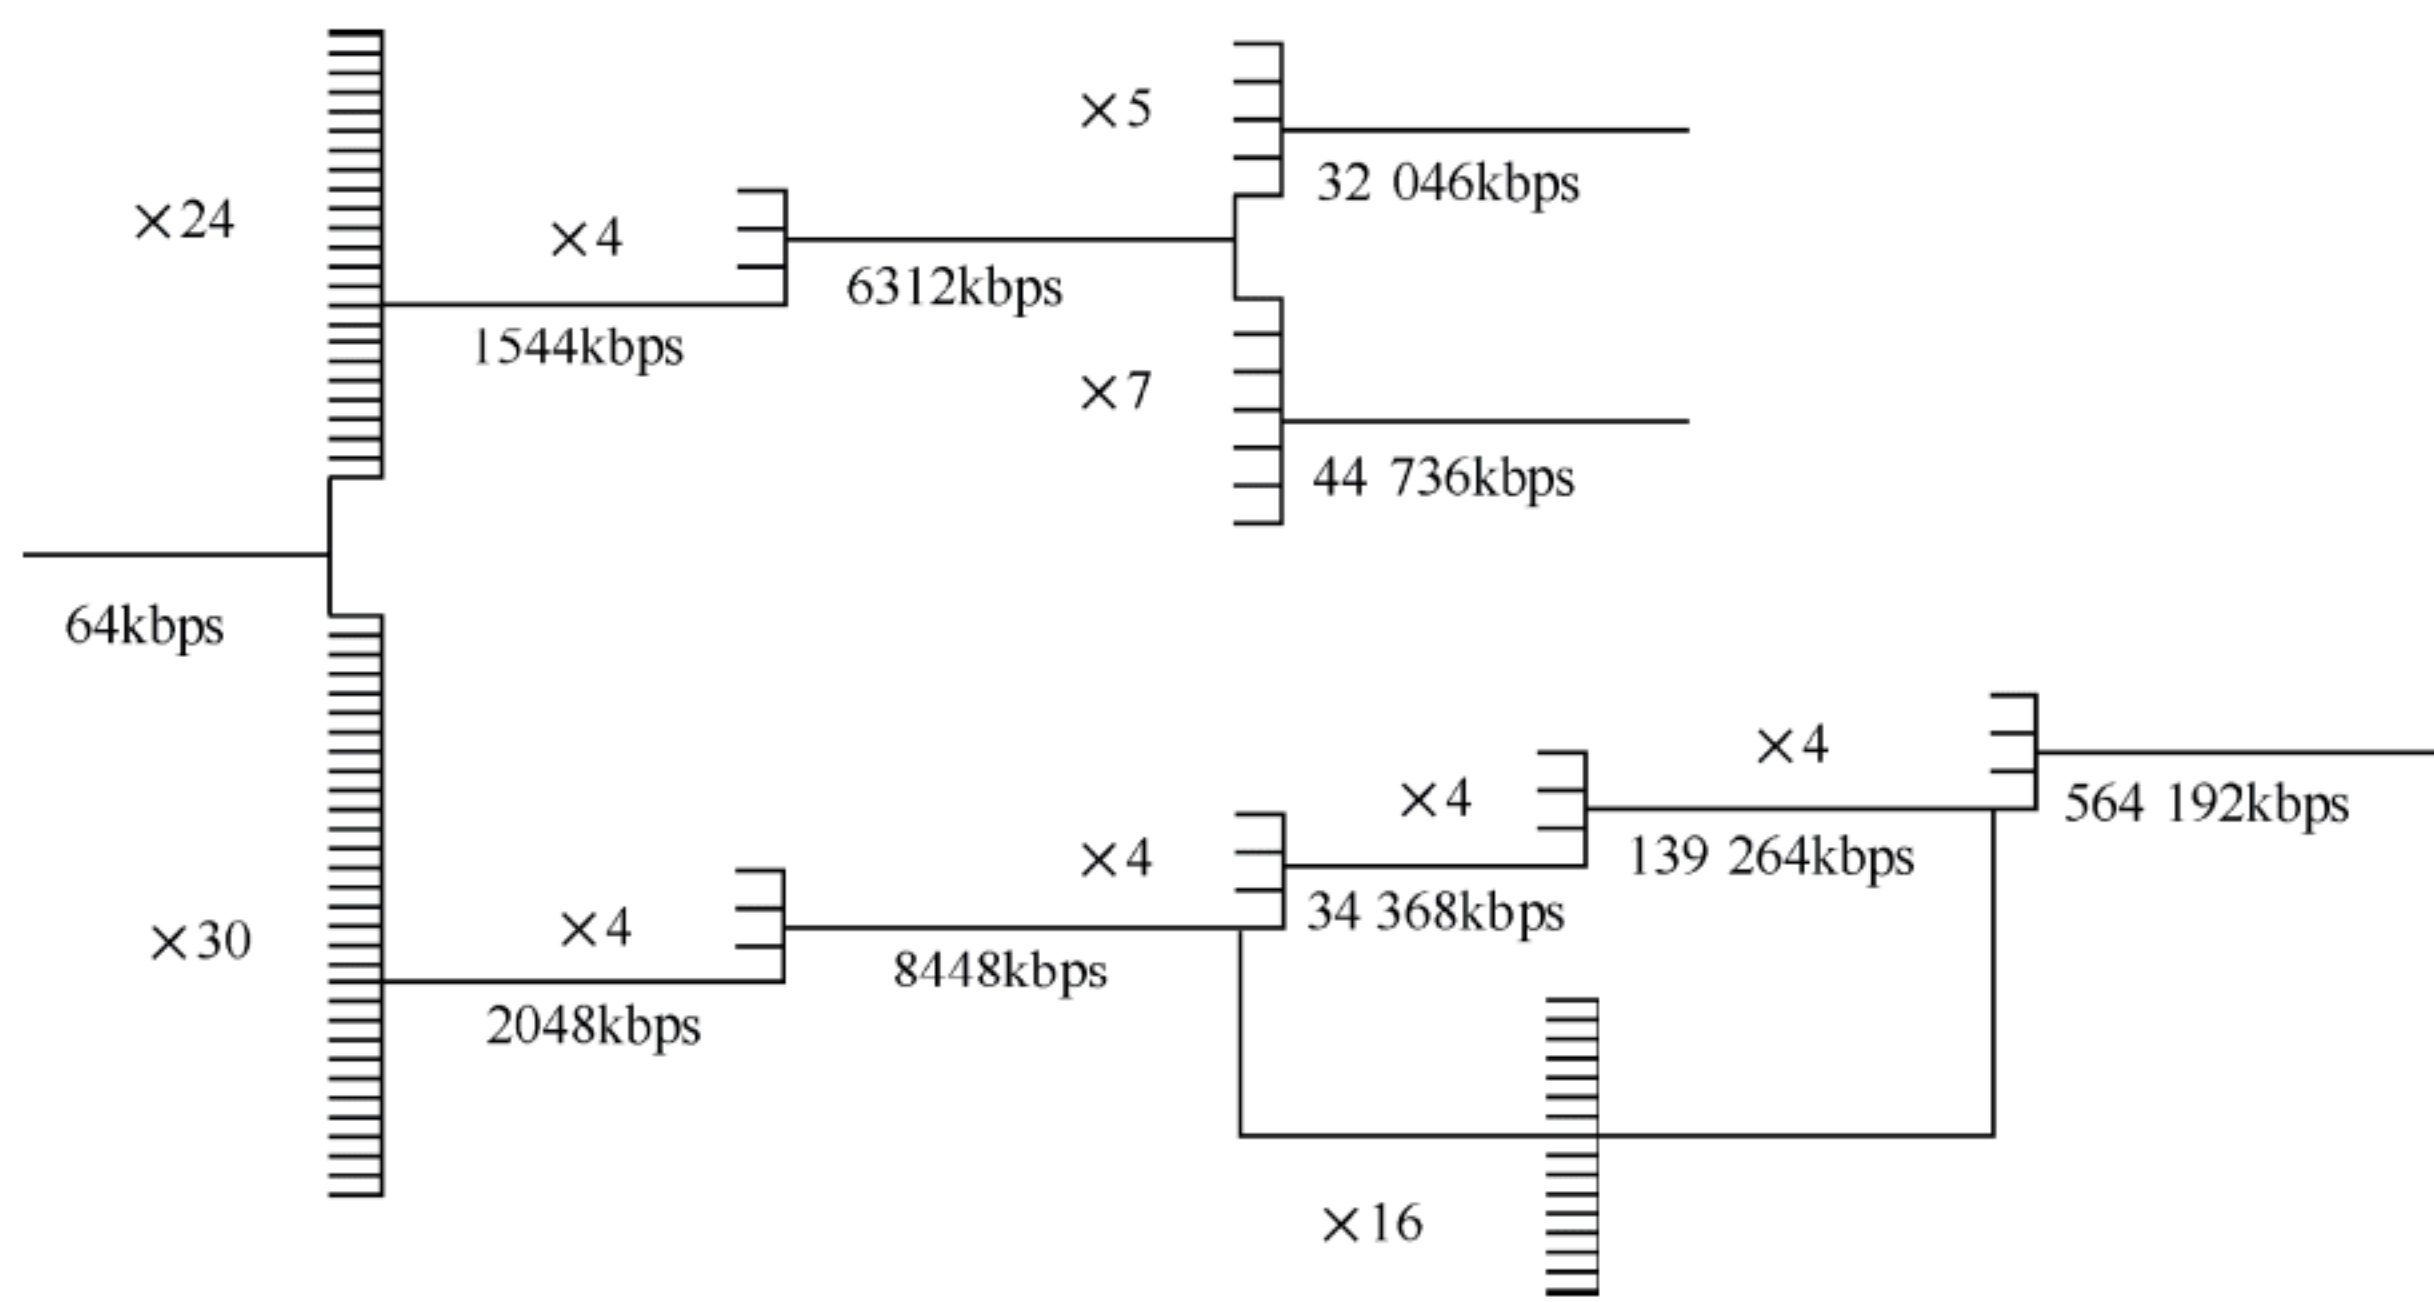 ×5
32 046kbps
×24
×4
6312kbps
1544kbps
×7
44 736kbps
64kbps
×4
×4
564 192kbps
×4
139 264kbps
34 368kbps
×30
×4
8448kbps
2048kbps
×16